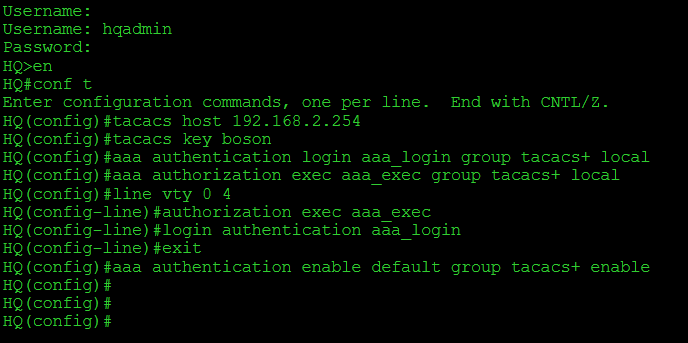 Username:
Username: hqadmin
Password:
HQ>en
HQ#conf t
Enter configuration commands, one per line.  End with CNTL/Z.
HQ(config)#tacacs host 192.168.2.254
HQ(config)#tacacs key boson
HQ(config)#aaa authentication login aaa_login group tacacs+ local
HQ(config)#aaa authorization exec aaa_exec group tacacs+ local
HQ(config)#line vty 0 4
HQ(config-line)#authorization exec aaa_exec
HQ(config-line)#login authentication aaa_login
HQ(config-line)#exit
HQ(config)#aaa authentication enable default group tacacs+ enable
HQ(config)#
HQ(config)#
HQ(config)#